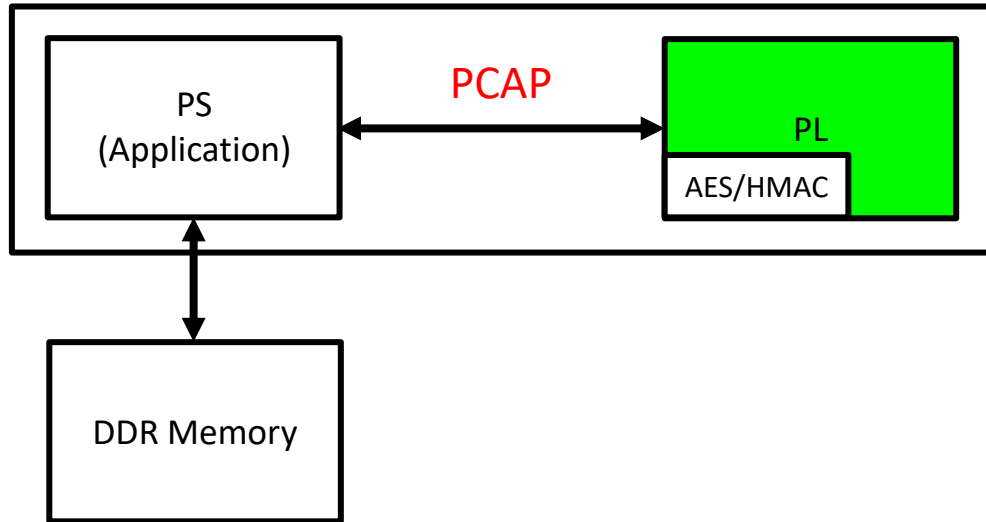 PS
(Application)
PCAP
PL
AES/HMAC
DDR Memory